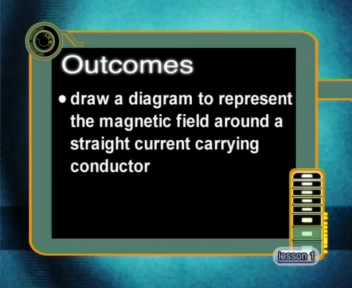 Outcomes
• draw a diagram to represent
the magnetic field around a
straight current carrying
conductor
lesson 1